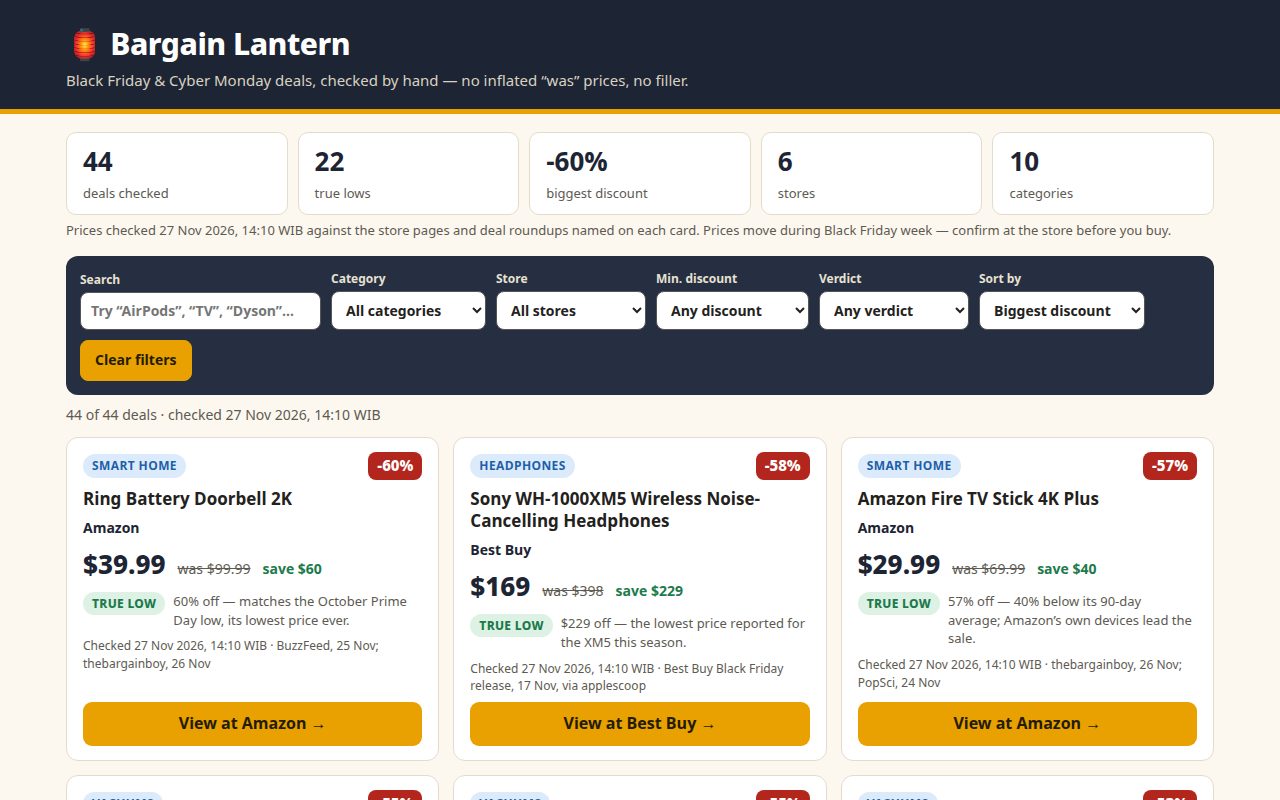 Bargain Lantern
Black Friday & Cyber Monday deals, checked by hand — no inflated “was” prices, no filler.
44
deals checked
22
true lows
-60%
biggest discount
6
stores
10
categories
Prices checked 27 Nov 2026, 14:10 WIB against the store pages and deal roundups named on each card. Prices move during Black Friday week — confirm at the store before you buy.
Search
Try “AirPods”, “TV”, “Dyson”…
Category
All categories
Store
All stores
Min. discount
Any discount
Verdict
Any verdict
Sort by
Biggest discount
Clear filters
44 of 44 deals · checked 27 Nov 2026, 14:10 WIB
SMART HOME
-60%
Ring Battery Doorbell 2K
Amazon
$39.99 was $99.99 save $60
TRUE LOW
60% off — matches the October Prime
Day low, its lowest price ever.
Checked 27 Nov 2026, 14:10 WIB · BuzzFeed, 25 Nov;
thebargainboy, 26 Nov
View at Amazon →
HEADPHONES
-58%
Sony WH-1000XM5 Wireless Noise-
Cancelling Headphones
Best Buy
$169 was $398 save $229
TRUE LOW
$229 off — the lowest price reported for
the XM5 this season.
Checked 27 Nov 2026, 14:10 WIB · Best Buy Black Friday
release, 17 Nov, via applescoop
View at Best Buy →
SMART HOME
-57%
Amazon Fire TV Stick 4K Plus
Amazon
$29.99 was $69.99 save $40
TRUE LOW
57% off — 40% below its 90-day
average; Amazon’s own devices lead the
sale.
Checked 27 Nov 2026, 14:10 WIB · thebargainboy, 26 Nov;
PopSci, 24 Nov
View at Amazon →